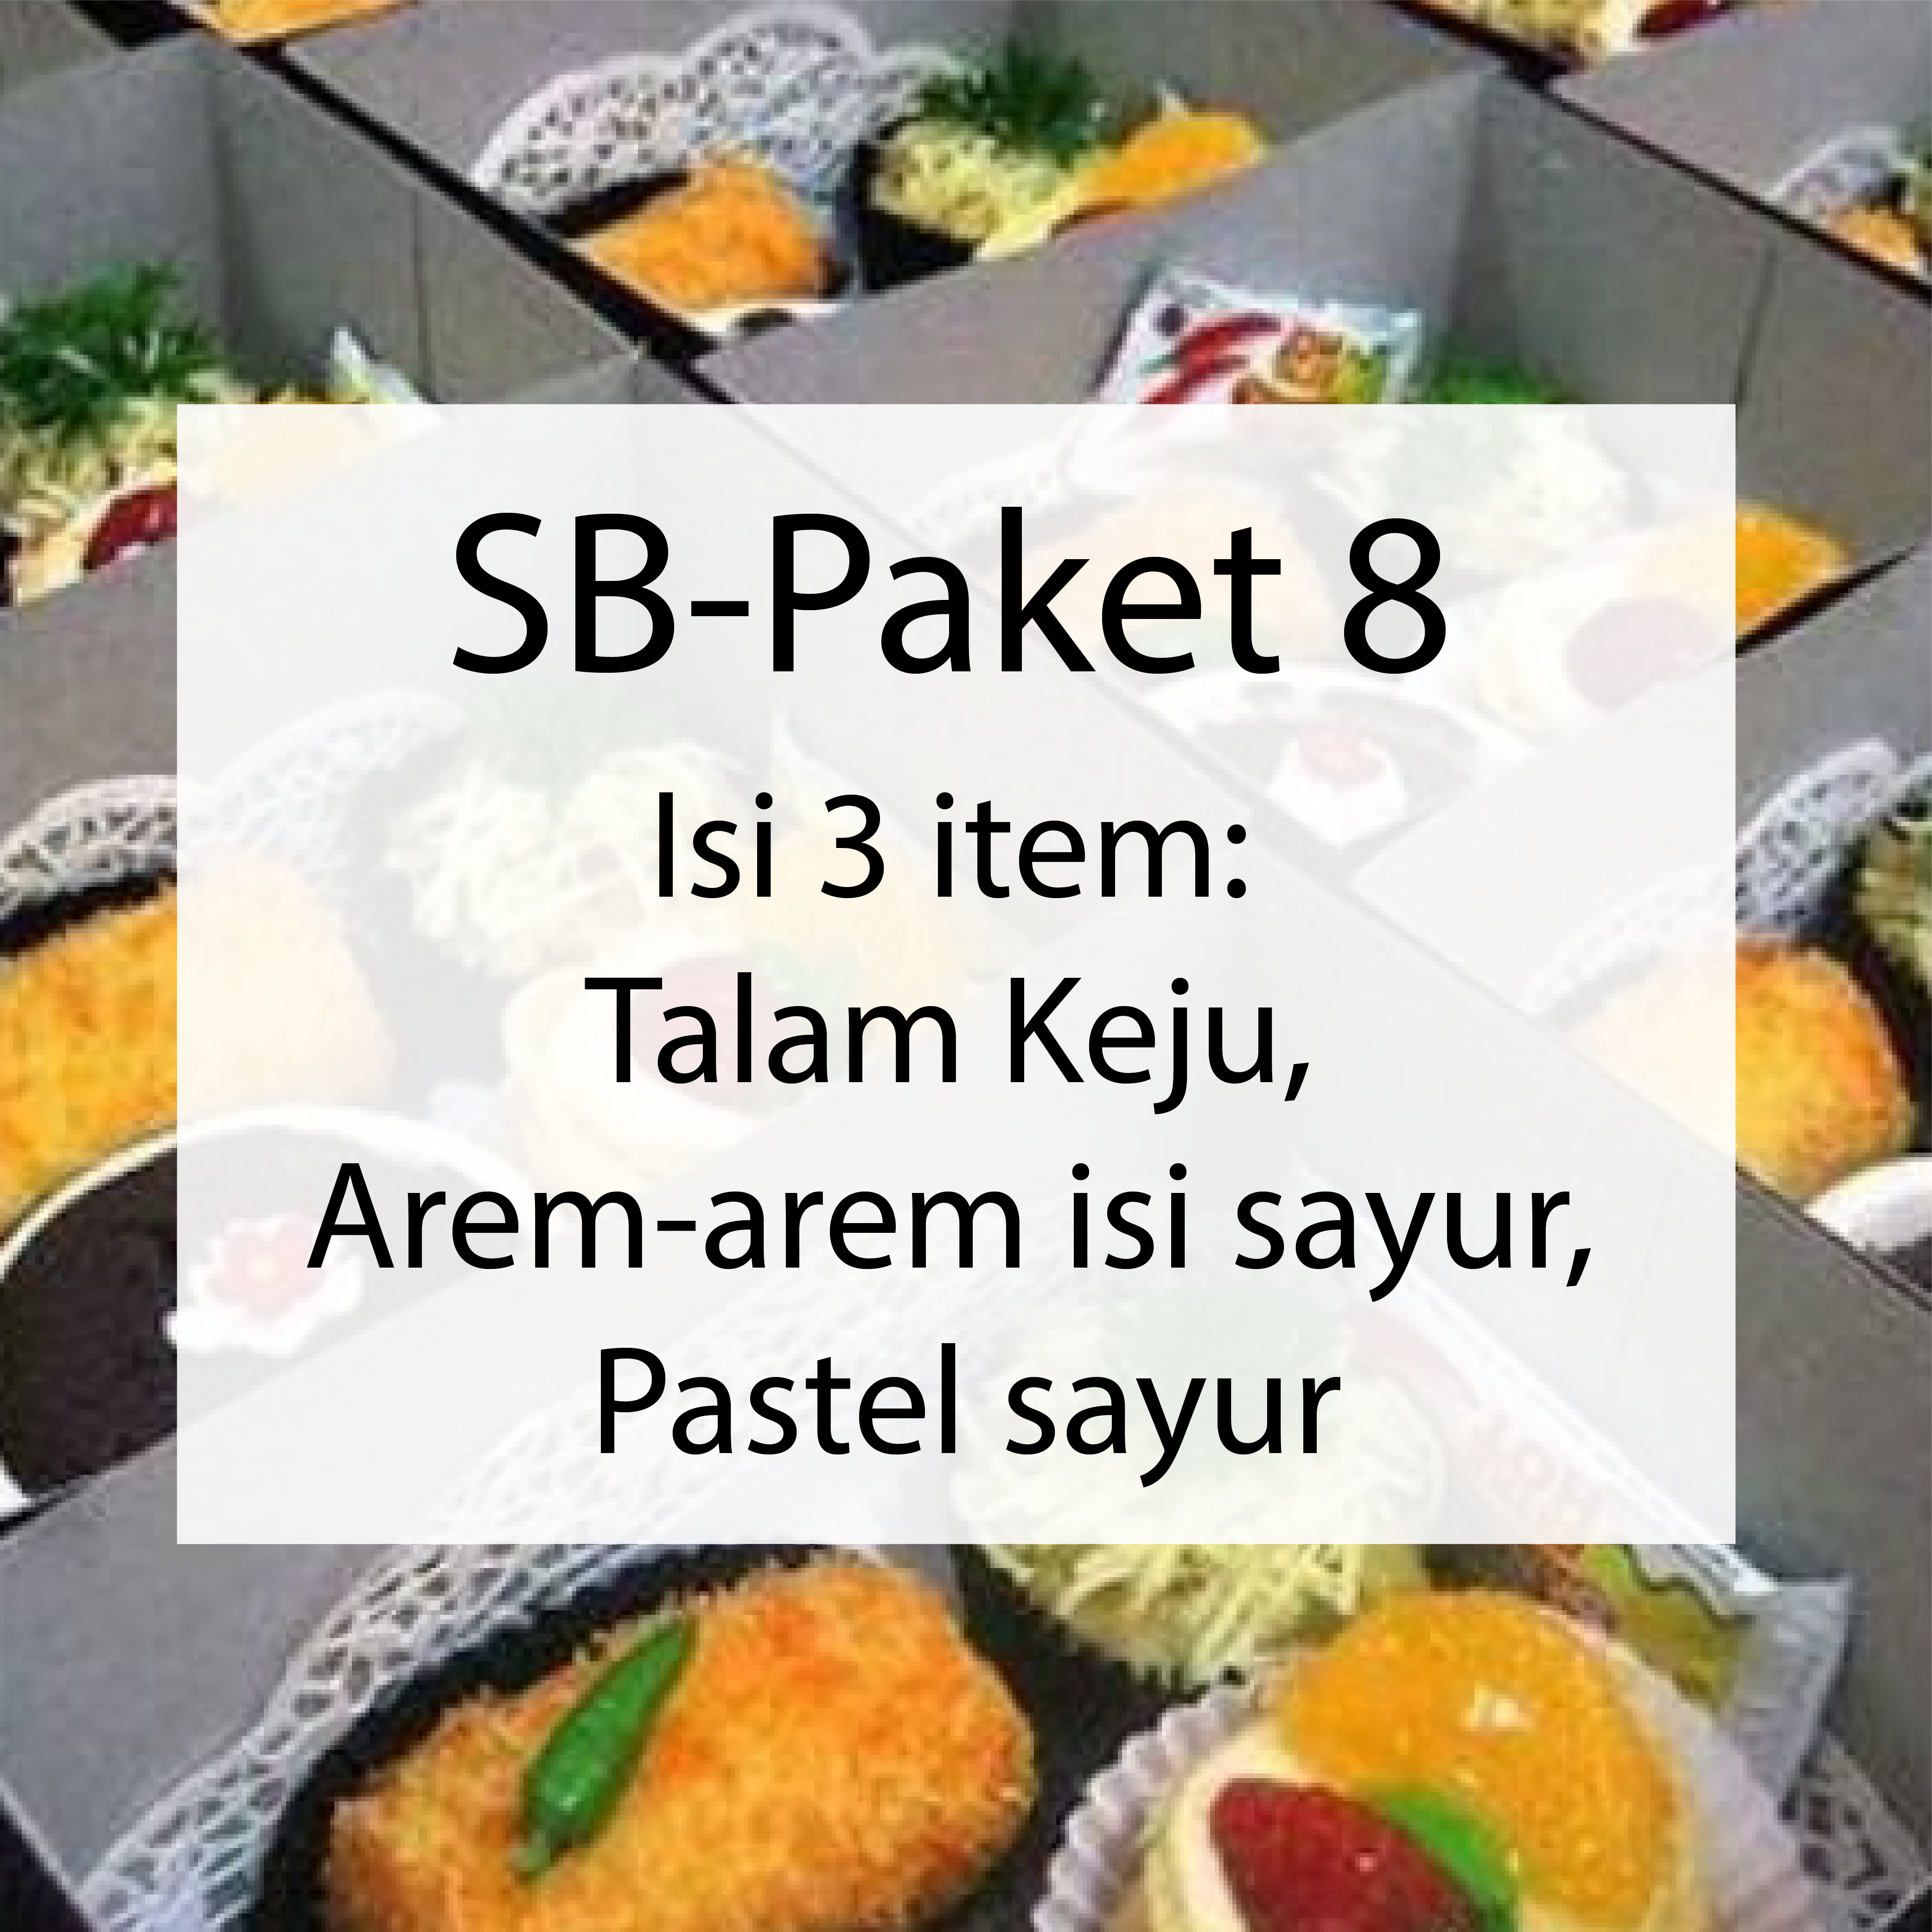 SB-Paket 8
Isi 3 item:
Talam Keju,
Arem-arem isi sayur,
Pastel sayur